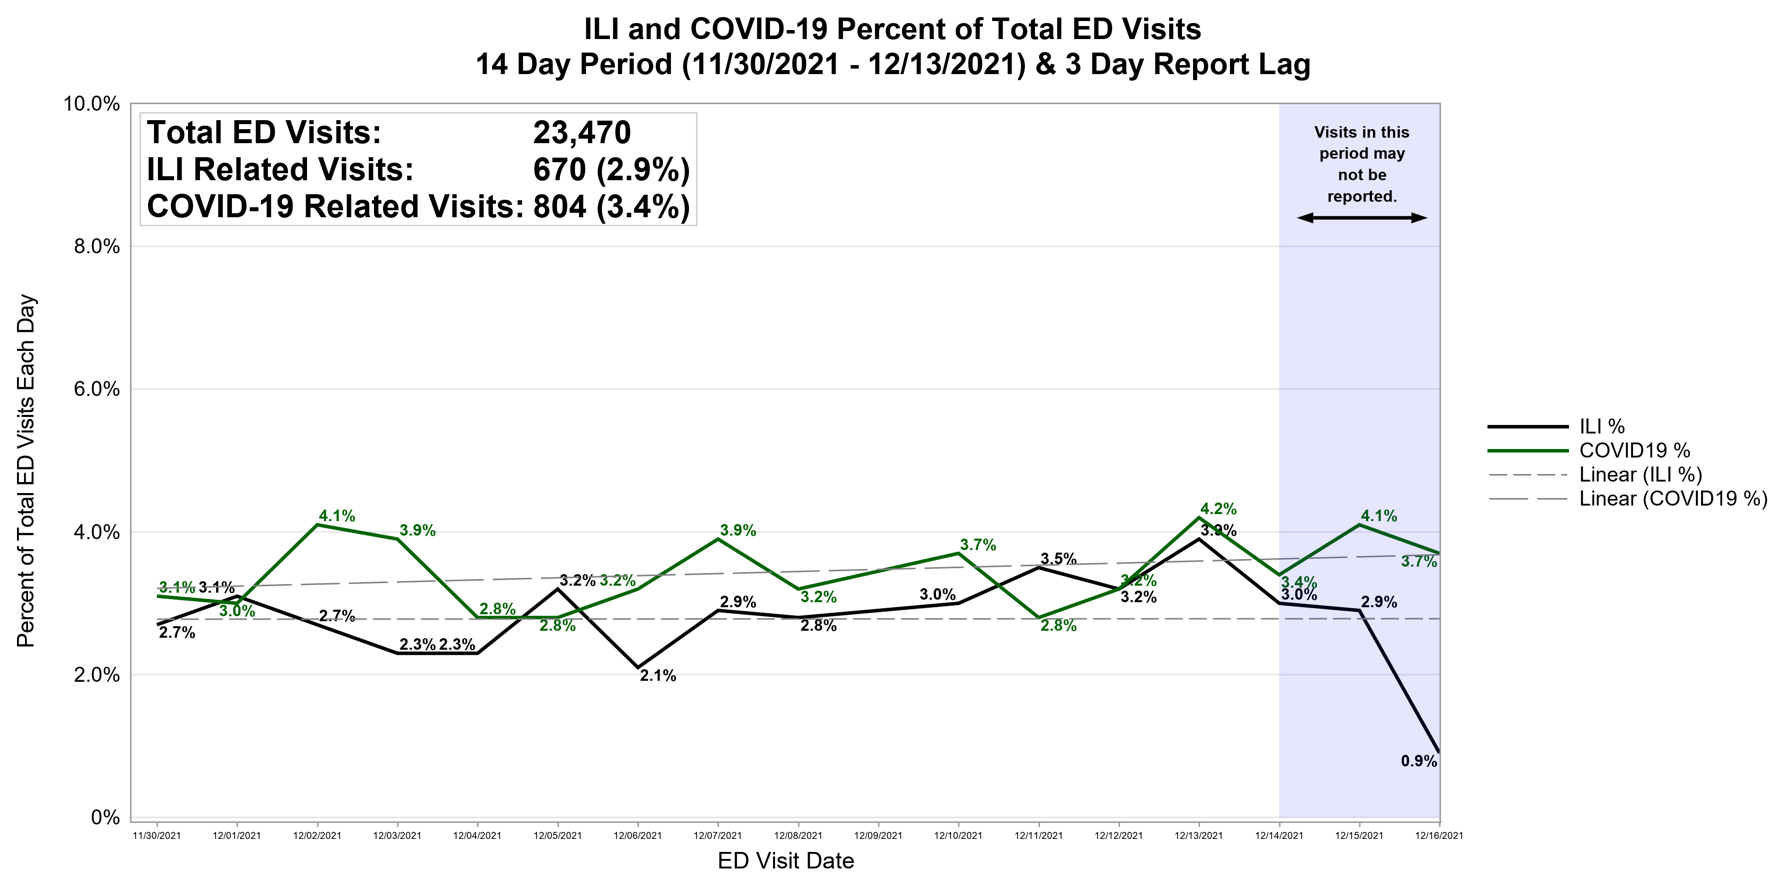 ILI and COVID-19 Percent of Total ED Visits
14 Day Period (11/30/2021 - 12/13/2021) & 3 Day Report Lag
10.0%
8.0%
6.0%
4.0%
2.0%
0%
Percent of Total ED Visits Each Day
Total ED Visits: 23,470
ILI Related Visits: 670 (2.9%)
COVID-19 Related Visits: 804 (3.4%)
Visits in this
period may
not be
reported.
3.1% 3.0% 4.1% 3.9% 2.8% 2.8% 3.2% 3.9% 3.2% 3.7% 2.8% 3.2% 4.2% 3.4% 4.1% 3.7%
2.7% 3.1% 2.7% 2.3% 2.3% 3.2% 2.1% 2.9% 2.8% 3.0% 3.5% 3.2% 3.9% 3.0% 2.9% 0.9%
ILI %
COVID19 %
Linear (ILI %)
Linear (COVID19 %)
11/30/2021 12/01/2021 12/02/2021 12/03/2021 12/04/2021 12/05/2021 12/06/2021 12/07/2021 12/08/2021 12/09/2021 12/10/2021 12/11/2021 12/12/2021 12/13/2021 12/14/2021 12/15/2021 12/16/2021
ED Visit Date